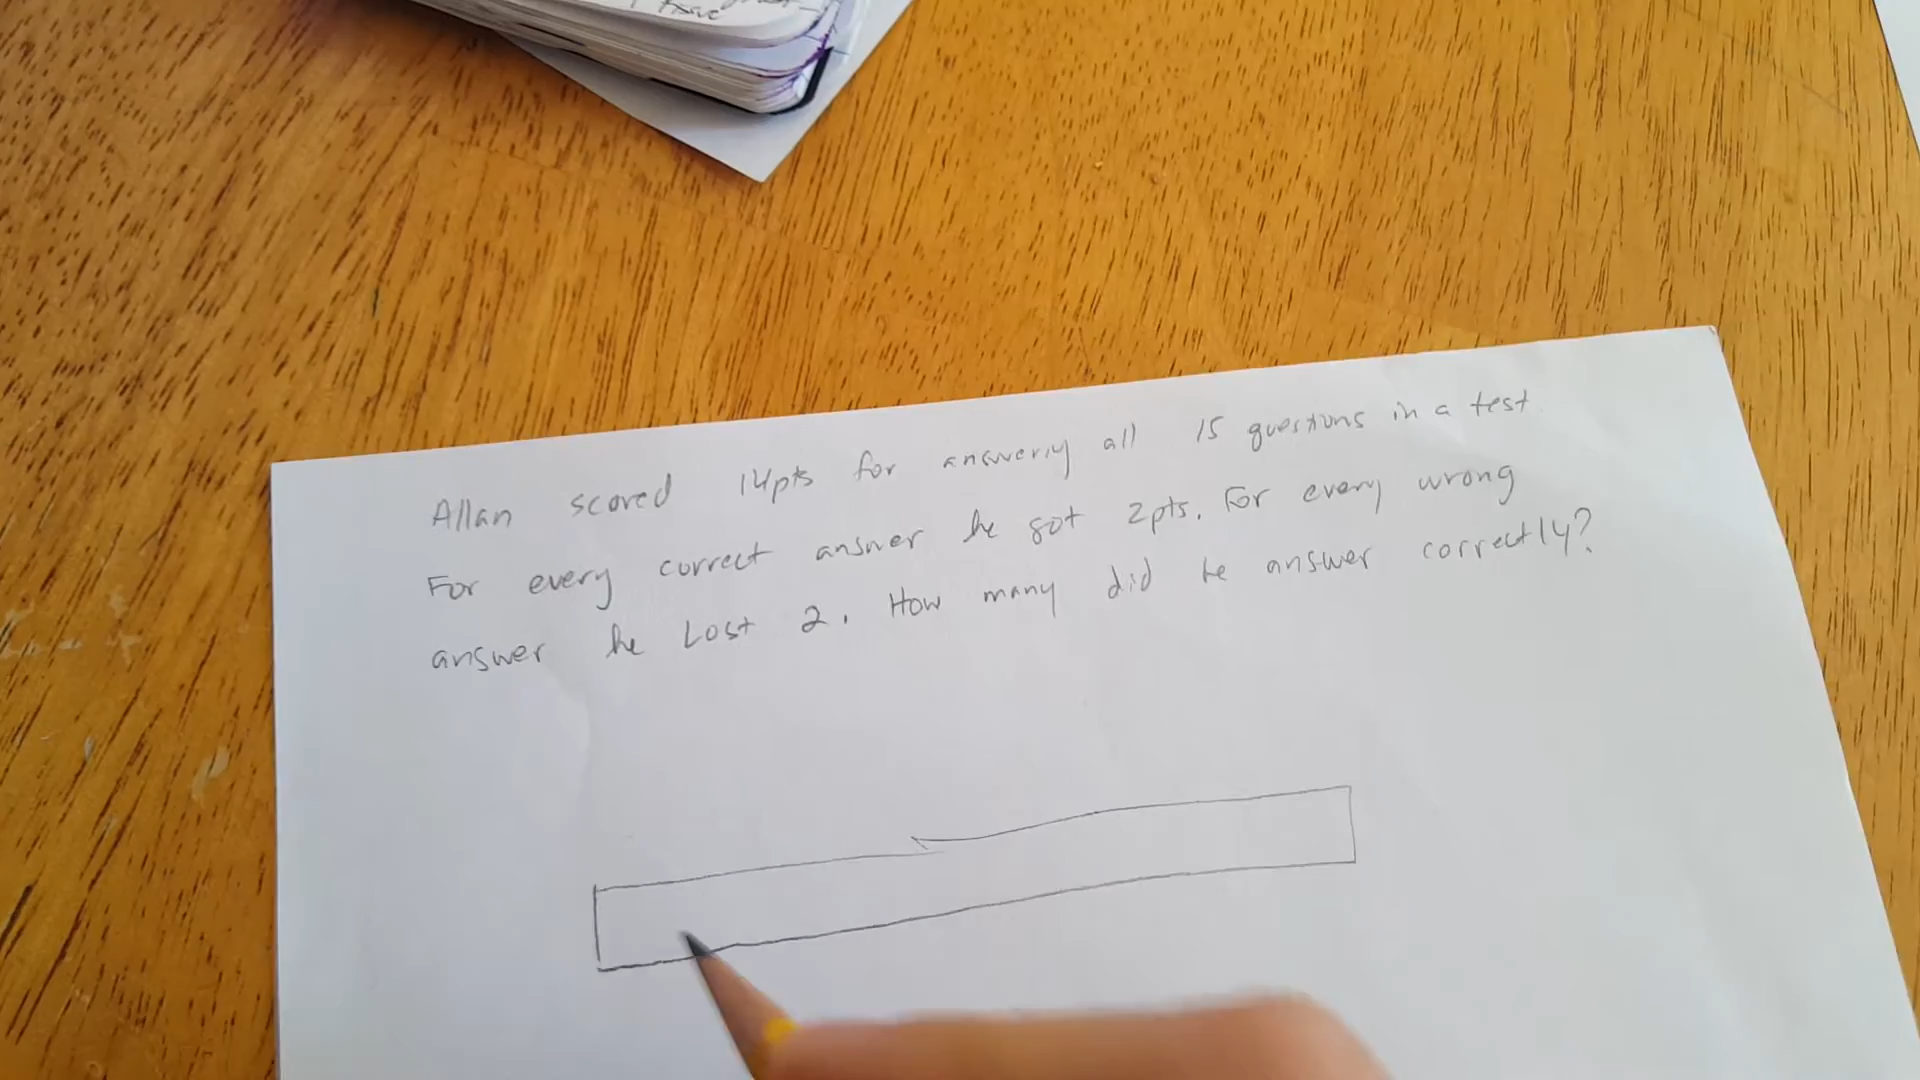 Allan scored 14pts for answering all 15 questions in a test
For every correct answer he got 2pts. For every wrong
answer he Lost 2. How many did he answer correctly?